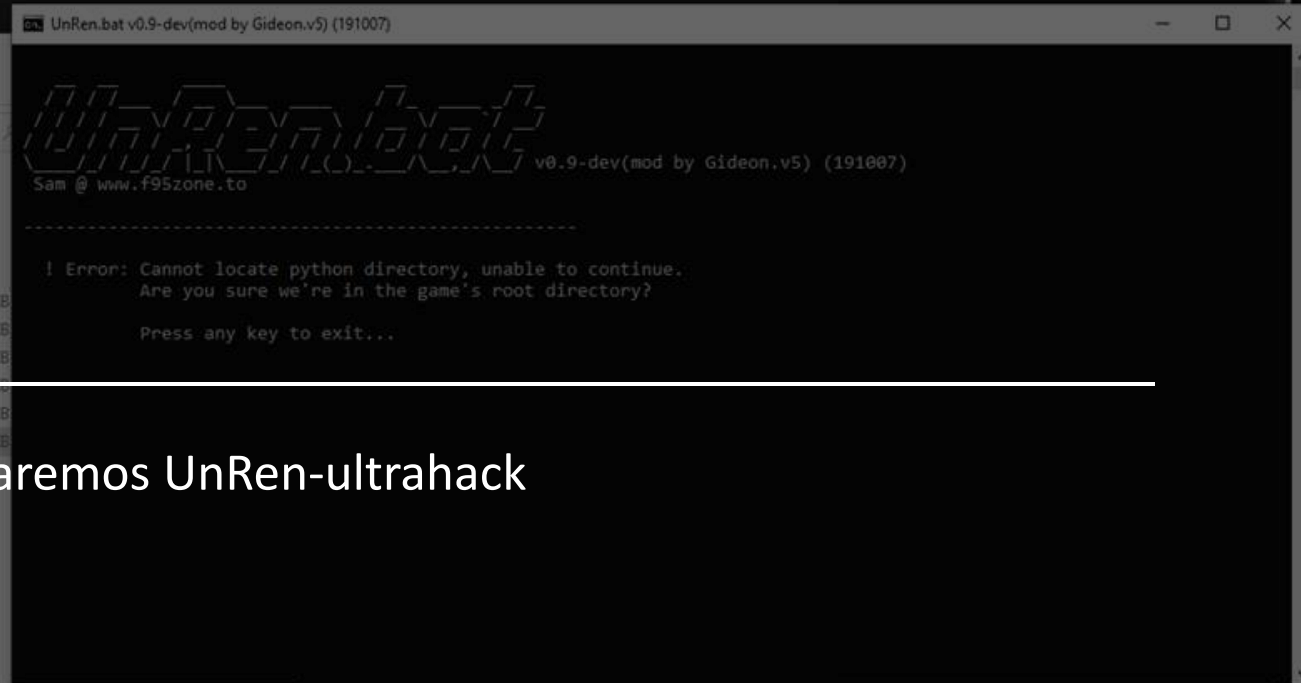 UnRen.bat v0.9-dev(mod by Gideon.v5) (191007)
UnRen.bat v0.9-dev(mod by Gideon.v5) (191007)
Sam @ www.f95zone.to
! Error: Cannot locate python directory, unable to continue.
Are you sure we're in the game's root directory?
Press any key to exit...
aremos UnRen-ultrahack